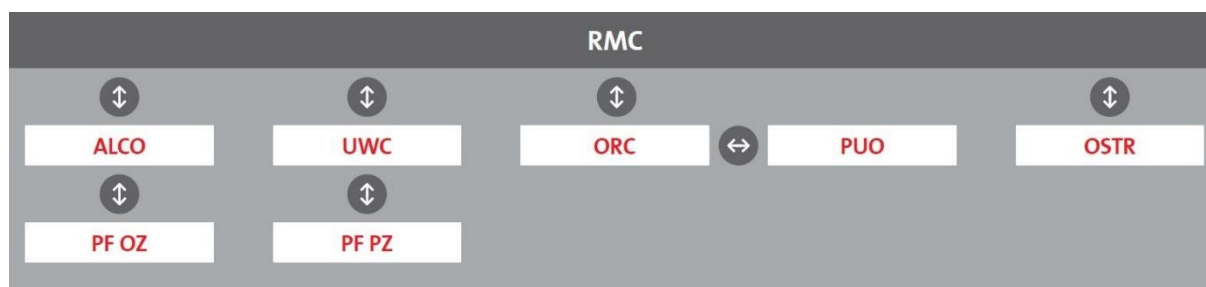 RMC
ALCO
UWC
ORC
PUO
OSTR
PF OZ
PF PZ